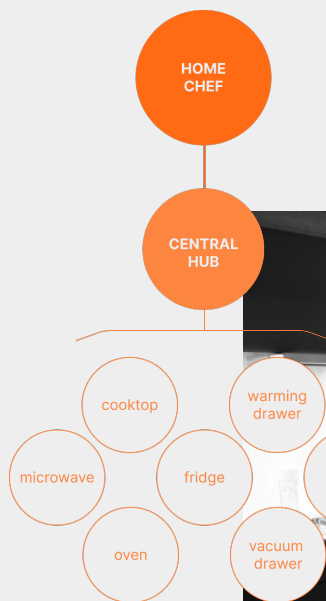 HOME
CHEF
CENTRAL
HUB
cooktop
warming
drawer
microwave
fridge
oven
vacuum
drawer